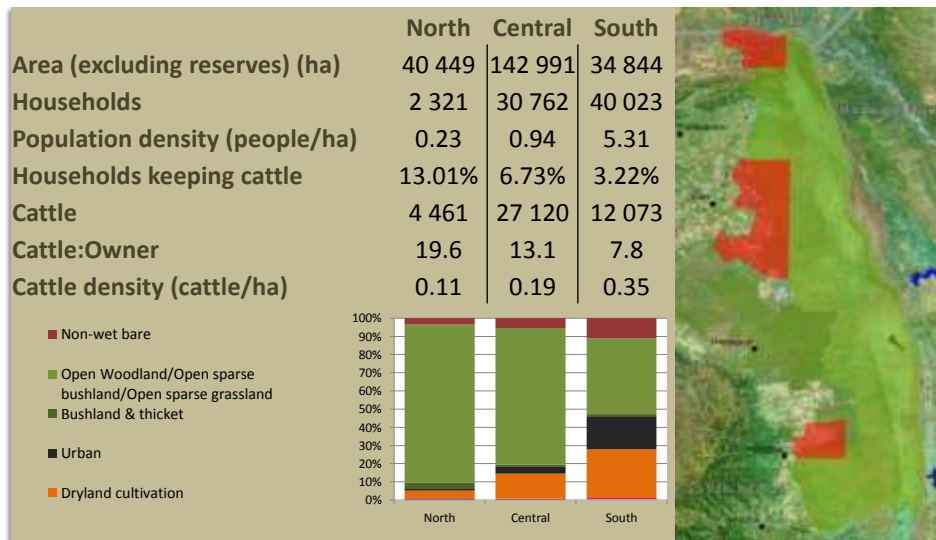 North Central South
Area (excluding reserves) (ha) 40 449 142 991 34 844
Households 2 321 30 762 40 023
Population density (people/ha) 0.23 0.94 5.31
Households keeping cattle 13.01% 6.73% 3.22%
Cattle 4 461 27 120 12 073
Cattle:Owner 19.6 13.1 7.8
Cattle density (cattle/ha) 0.11 0.19 0.35
Non-wet bare
Open Woodland/Open sparse
bushland/Open sparse grassland
Bushland & thicket
Urban
Dryland cultivation
100%
90%
80%
70%
60%
50%
40%
30%
20%
10%
0%
North Central South